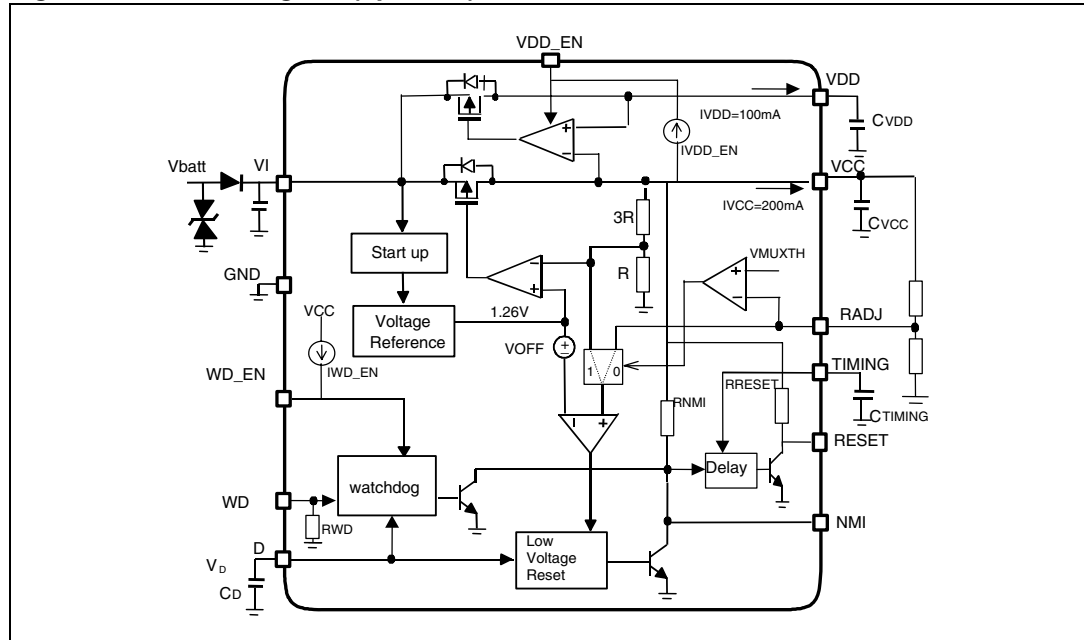 VDD_EN
VDD
IVDD=100mA
CVDD
IVDD_EN
Vbatt
VI
VCC
IVCC=200mA
3R
CVCC
Start up
R
VMUXTH
GND
1.26V
VCC
Voltage
Reference
RADJ
VOFF
IWD_EN
1 0
TIMING
WD_EN
RRESET
RNMI
CTIMING
RESET
Delay
watchdog
WD
NMI
RWD
D
Low
Voltage
Reset
VD
CD